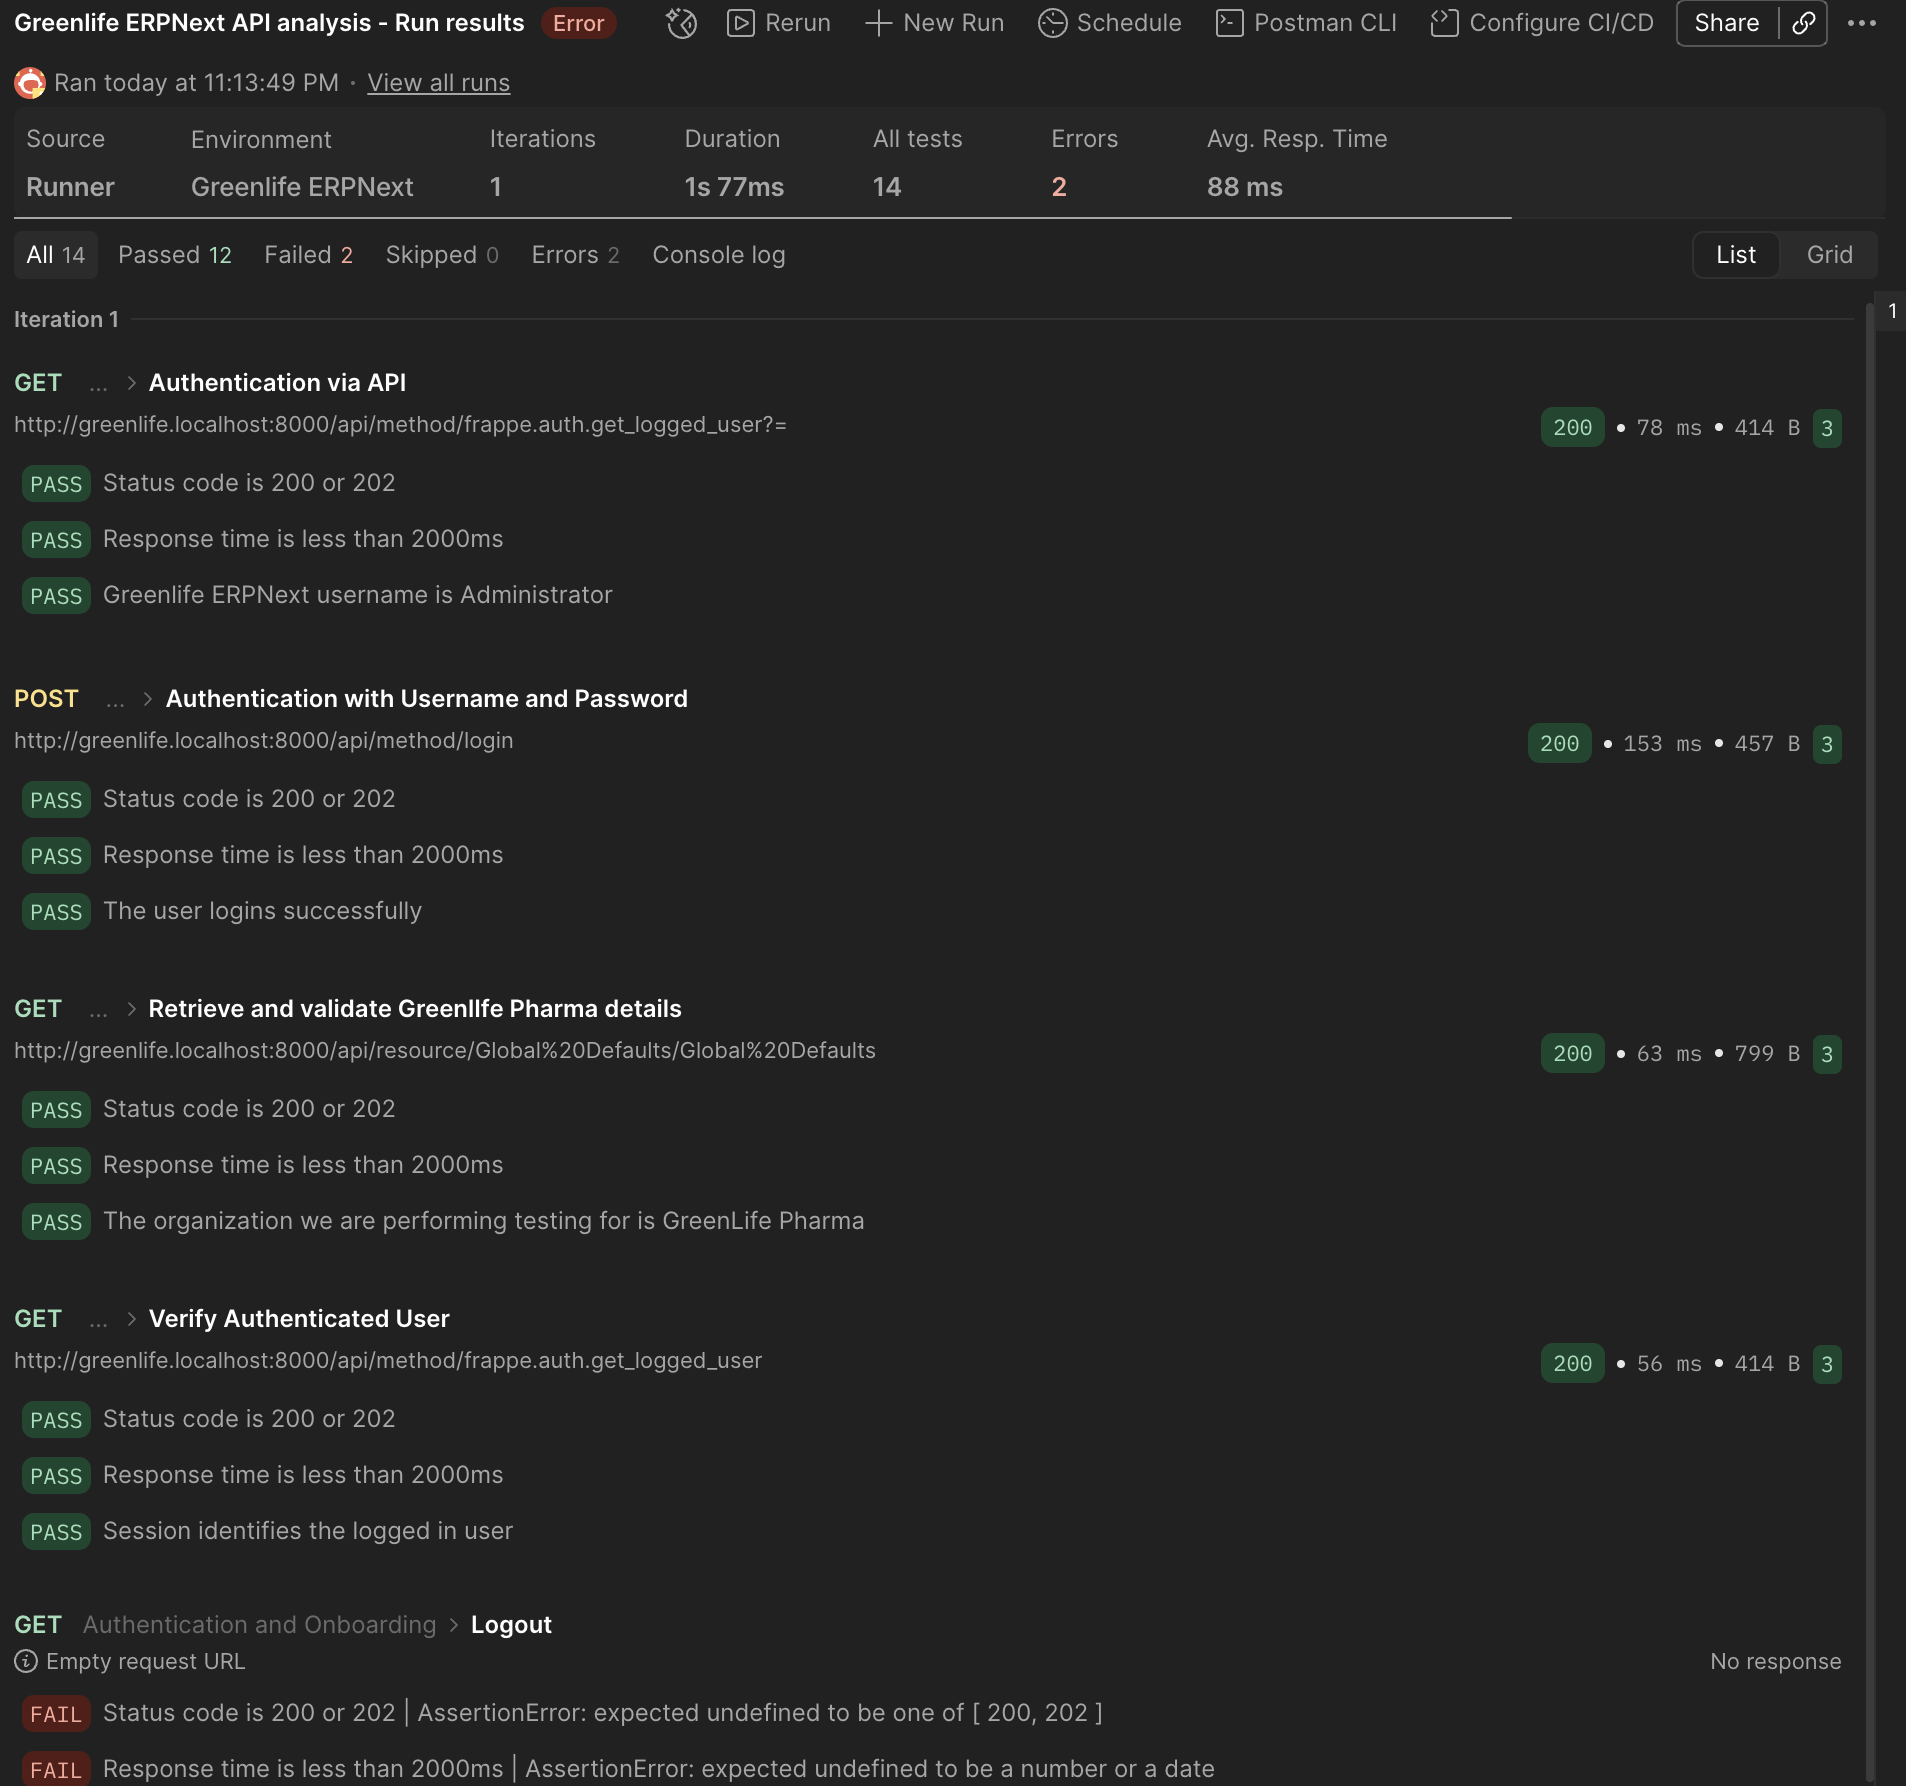 Greenlife ERPNext API analysis - Run results Error Rerun New Run Schedule Postman CLI Configure CI/CD Share
Ran today at 11:13:49 PM · View all runs
Source Environment Iterations Duration All tests Errors Avg. Resp. Time
Runner Greenlife ERPNext 1 1s 77ms 14 2 88 ms
All 14 Passed 12 Failed 2 Skipped 0 Errors 2 Console log List Grid
Iteration 1
1
GET ... > Authentication via API
http://greenlife.localhost:8000/api/method/frappe.auth.get_logged_user?=
200 • 78 ms • 414 B 3
PASS Status code is 200 or 202
PASS Response time is less than 2000ms
PASS Greenlife ERPNext username is Administrator
POST ... > Authentication with Username and Password
http://greenlife.localhost:8000/api/method/login
200 • 153 ms • 457 B 3
PASS Status code is 200 or 202
PASS Response time is less than 2000ms
PASS The user logins successfully
GET ... > Retrieve and validate GreenlIfe Pharma details
http://greenlife.localhost:8000/api/resource/Global%20Defaults/Global%20Defaults
200 • 63 ms • 799 B 3
PASS Status code is 200 or 202
PASS Response time is less than 2000ms
PASS The organization we are performing testing for is GreenLife Pharma
GET ... > Verify Authenticated User
http://greenlife.localhost:8000/api/method/frappe.auth.get_logged_user
200 • 56 ms • 414 B 3
PASS Status code is 200 or 202
PASS Response time is less than 2000ms
PASS Session identifies the logged in user
GET Authentication and Onboarding > Logout
Empty request URL No response
FAIL Status code is 200 or 202 | AssertionError: expected undefined to be one of [ 200, 202 ]
FAIL Response time is less than 2000ms | AssertionError: expected undefined to be a number or a date